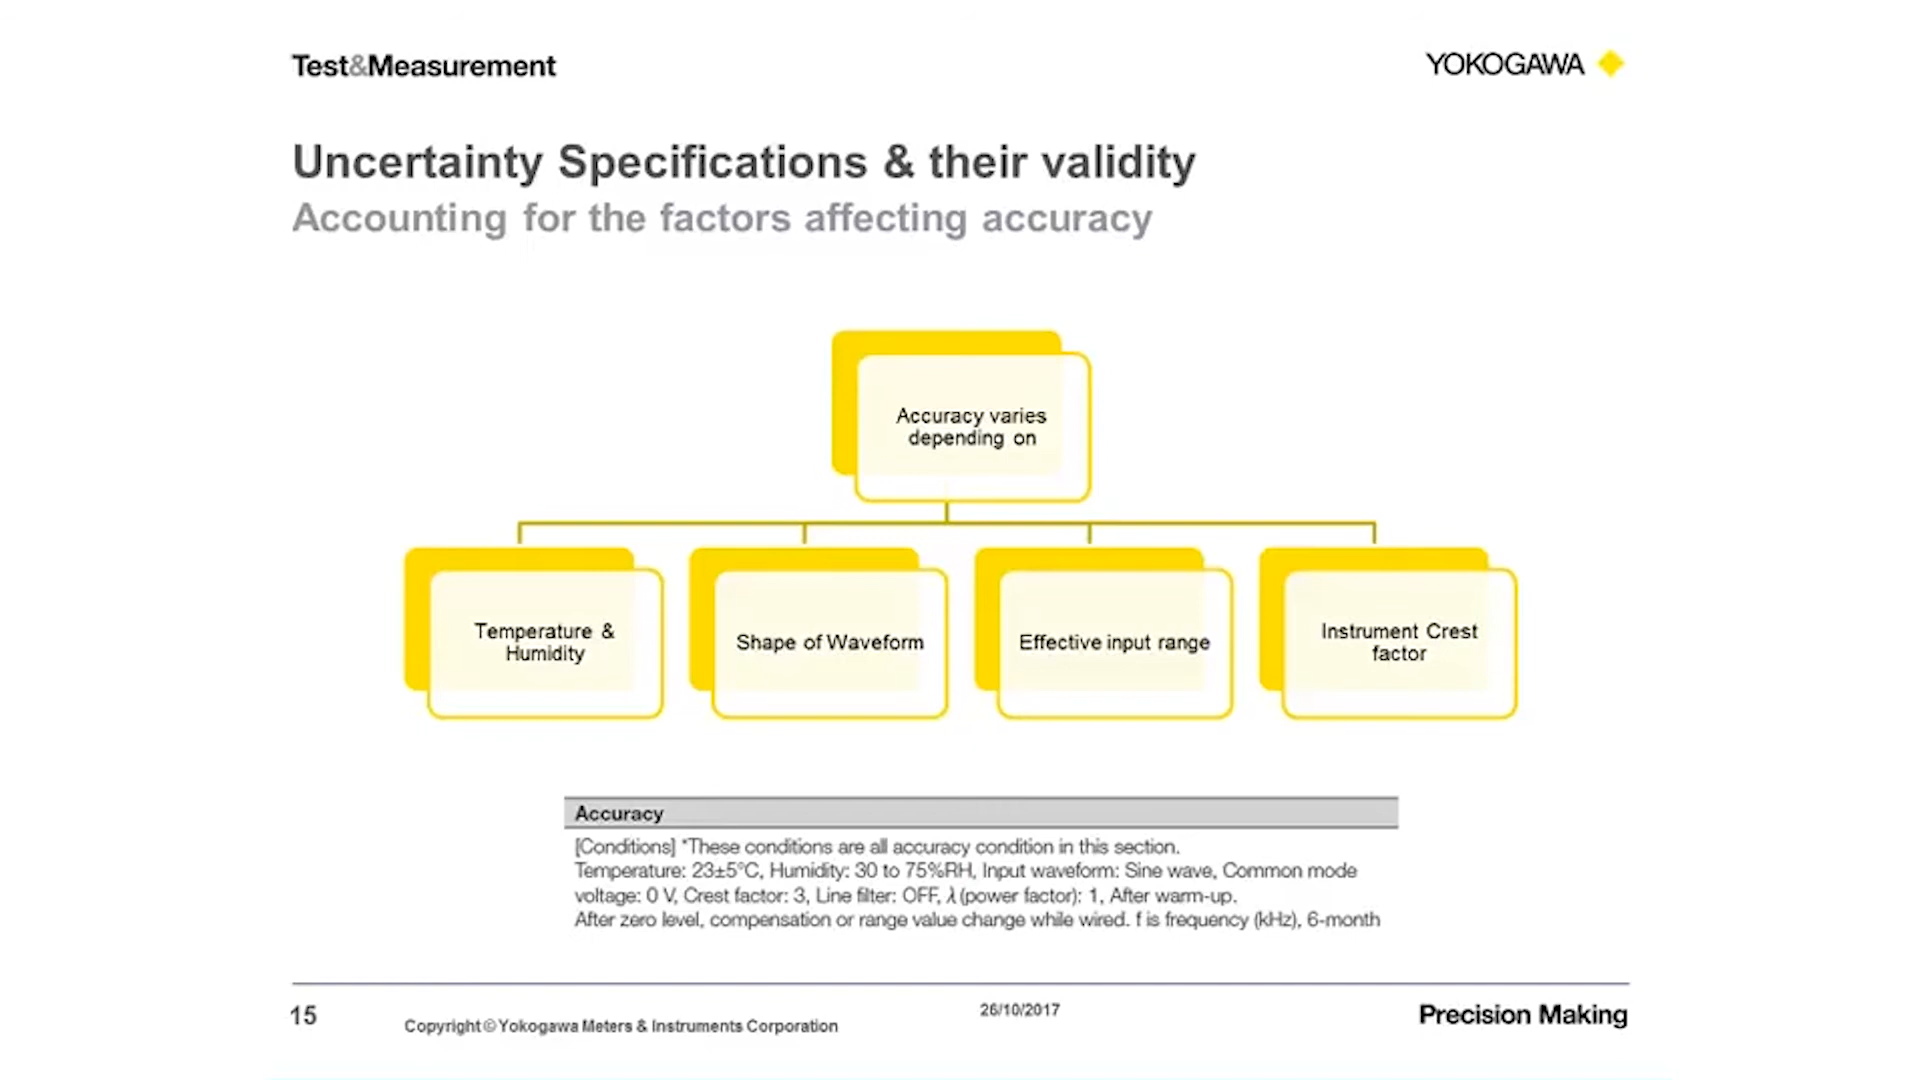 Test&Measurement
YOKOGAWA
Uncertainty Specifications & their validity
Accounting for the factors affecting accuracy
Accuracy varies
depending on
Temperature &
Humidity
Shape of Waveform
Effective input range
Instrument Crest
factor
Accuracy
[Conditions] *These conditions are all accuracy condition in this section.
Temperature: 23±5°C, Humidity: 30 to 75%RH, Input waveform: Sine wave, Common mode
voltage: 0 V, Crest factor: 3, Line filter: OFF, λ (power factor): 1, After warm-up.
After zero level, compensation or range value change while wired. f is frequency (kHz), 6-month
15
Copyright © Yokogawa Meters & Instruments Corporation
26/10/2017
Precision Making